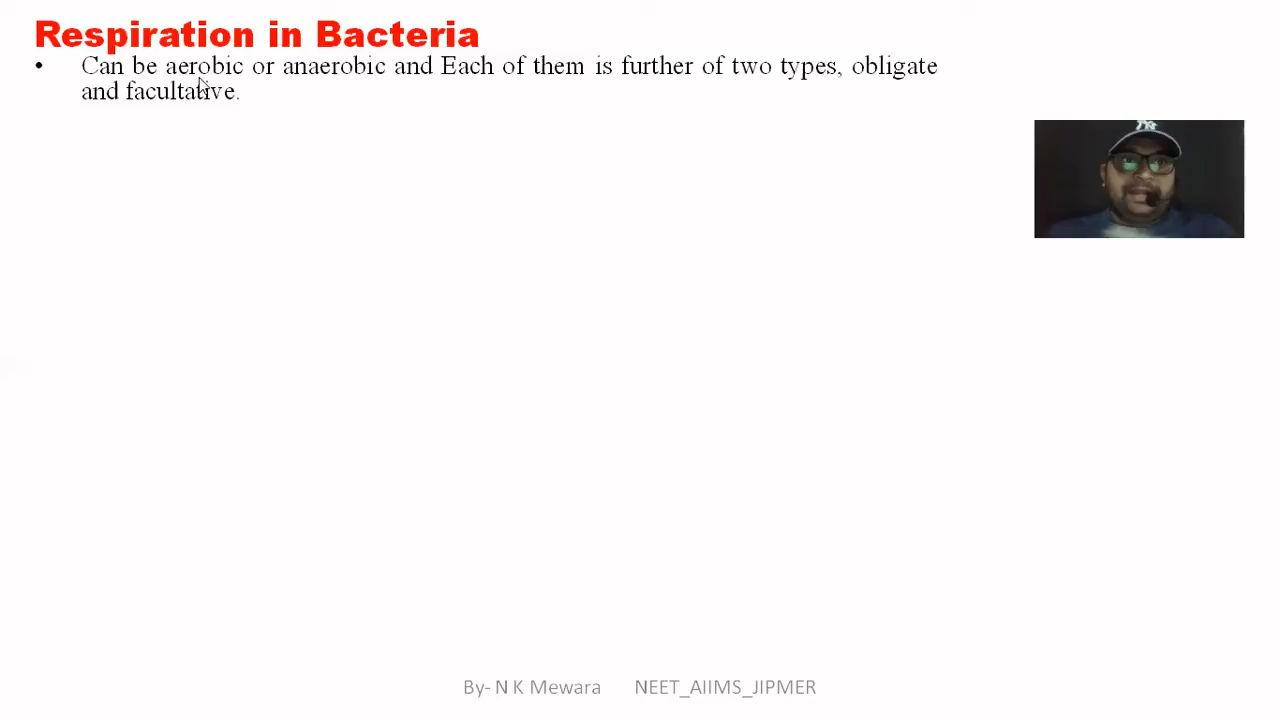 Respiration in Bacteria
• Can be aerobic or anaerobic and Each of them is further of two types, obligate
and facultative.
By- N K Mewara NEET_AIIMS_JIPMER